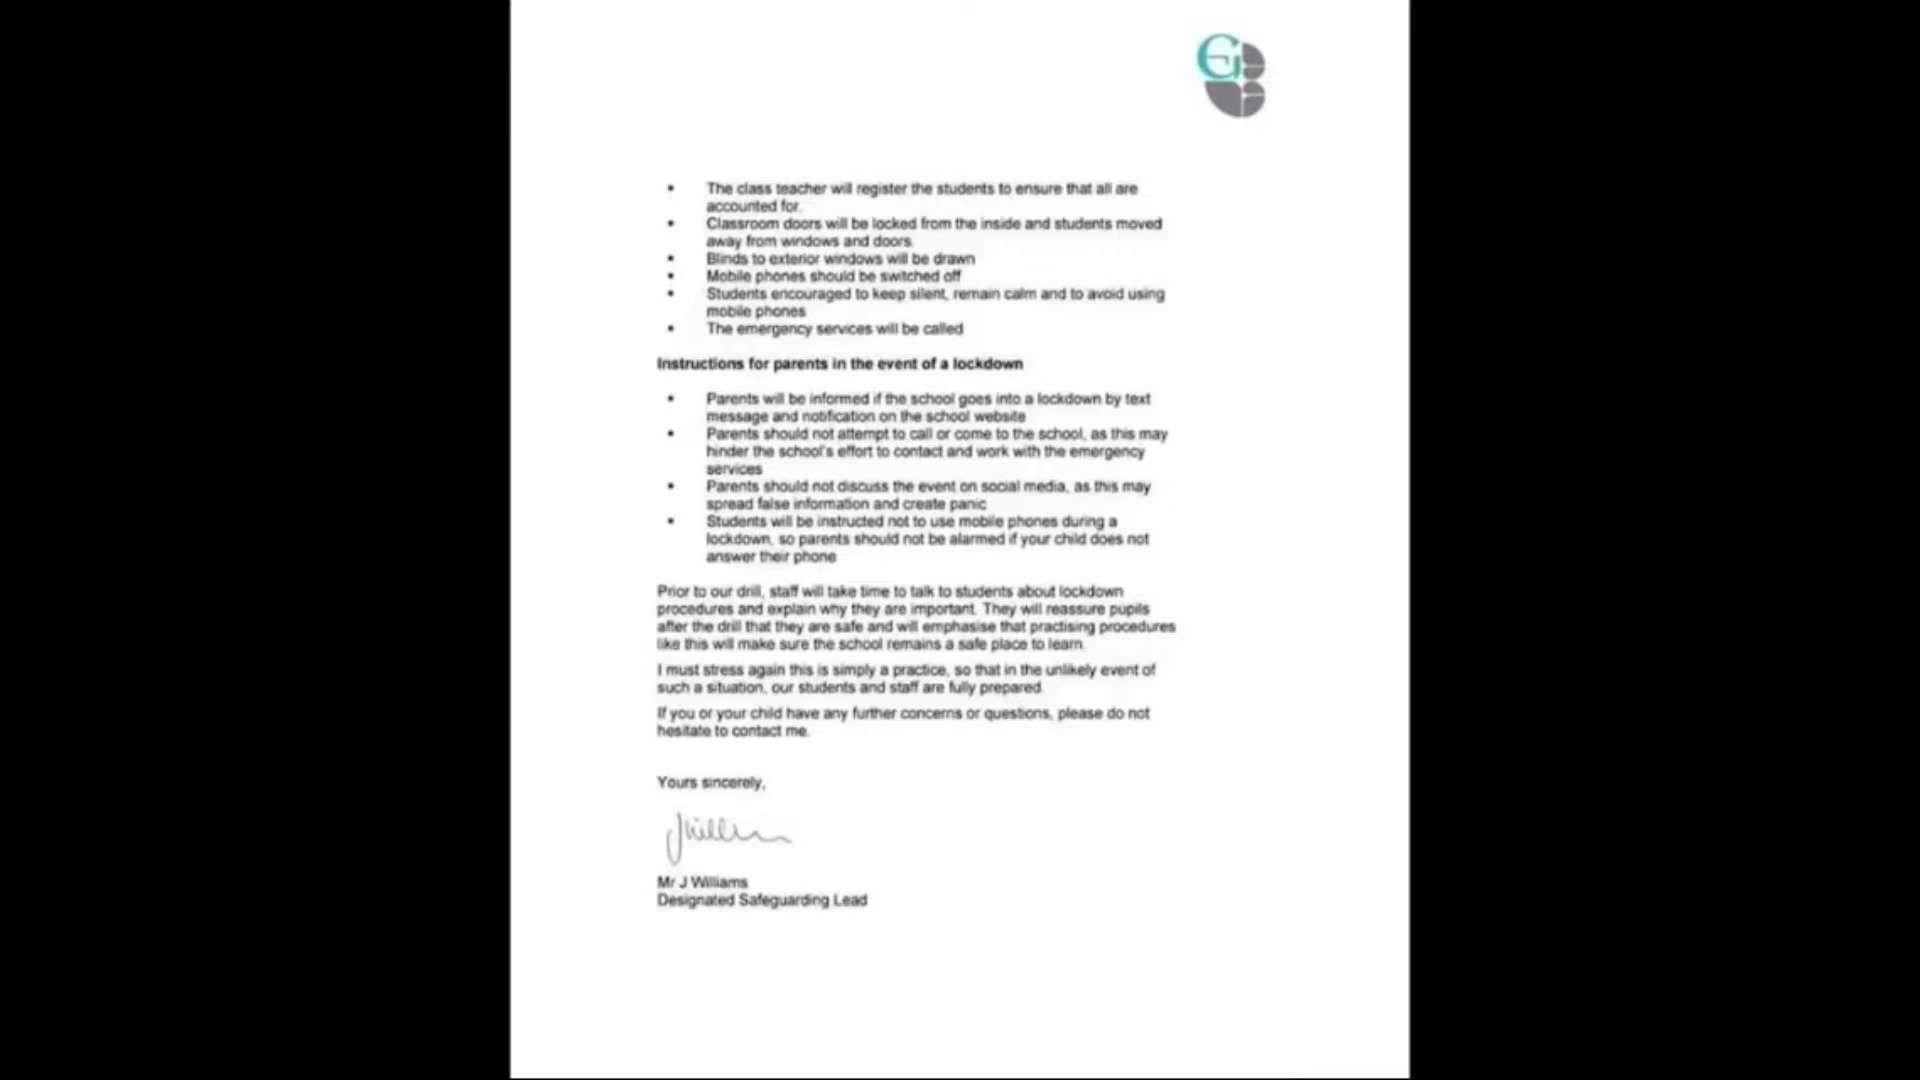 G
• The class teacher will register the students to ensure that all are
accounted for.
• Classroom doors will be locked from the inside and students moved
away from windows and doors.
• Blinds to exterior windows will be drawn
• Mobile phones should be switched off
• Students encouraged to keep silent, remain calm and to avoid using
mobile phones
• The emergency services will be called
Instructions for parents in the event of a lockdown
• Parents will be informed if the school goes into a lockdown by text
message and notification on the school website
• Parents should not attempt to call or come to the school, as this may
hinder the school's effort to contact and work with the emergency
services
• Parents should not discuss the event on social media, as this may
spread false information and create panic
• Students will be instructed not to use mobile phones during a
lockdown, so parents should not be alarmed if your child does not
answer their phone
Prior to our drill, staff will take time to talk to students about lockdown
procedures and explain why they are important. They will reassure pupils
after the drill that they are safe and will emphasise that practising procedures
like this will make sure the school remains a safe place to learn.
I must stress again this is simply a practice, so that in the unlikely event of
such a situation, our students and staff are fully prepared.
If you or your child have any further concerns or questions, please do not
hesitate to contact me.
Yours sincerely,
JWilliams
Mr J Williams
Designated Safeguarding Lead